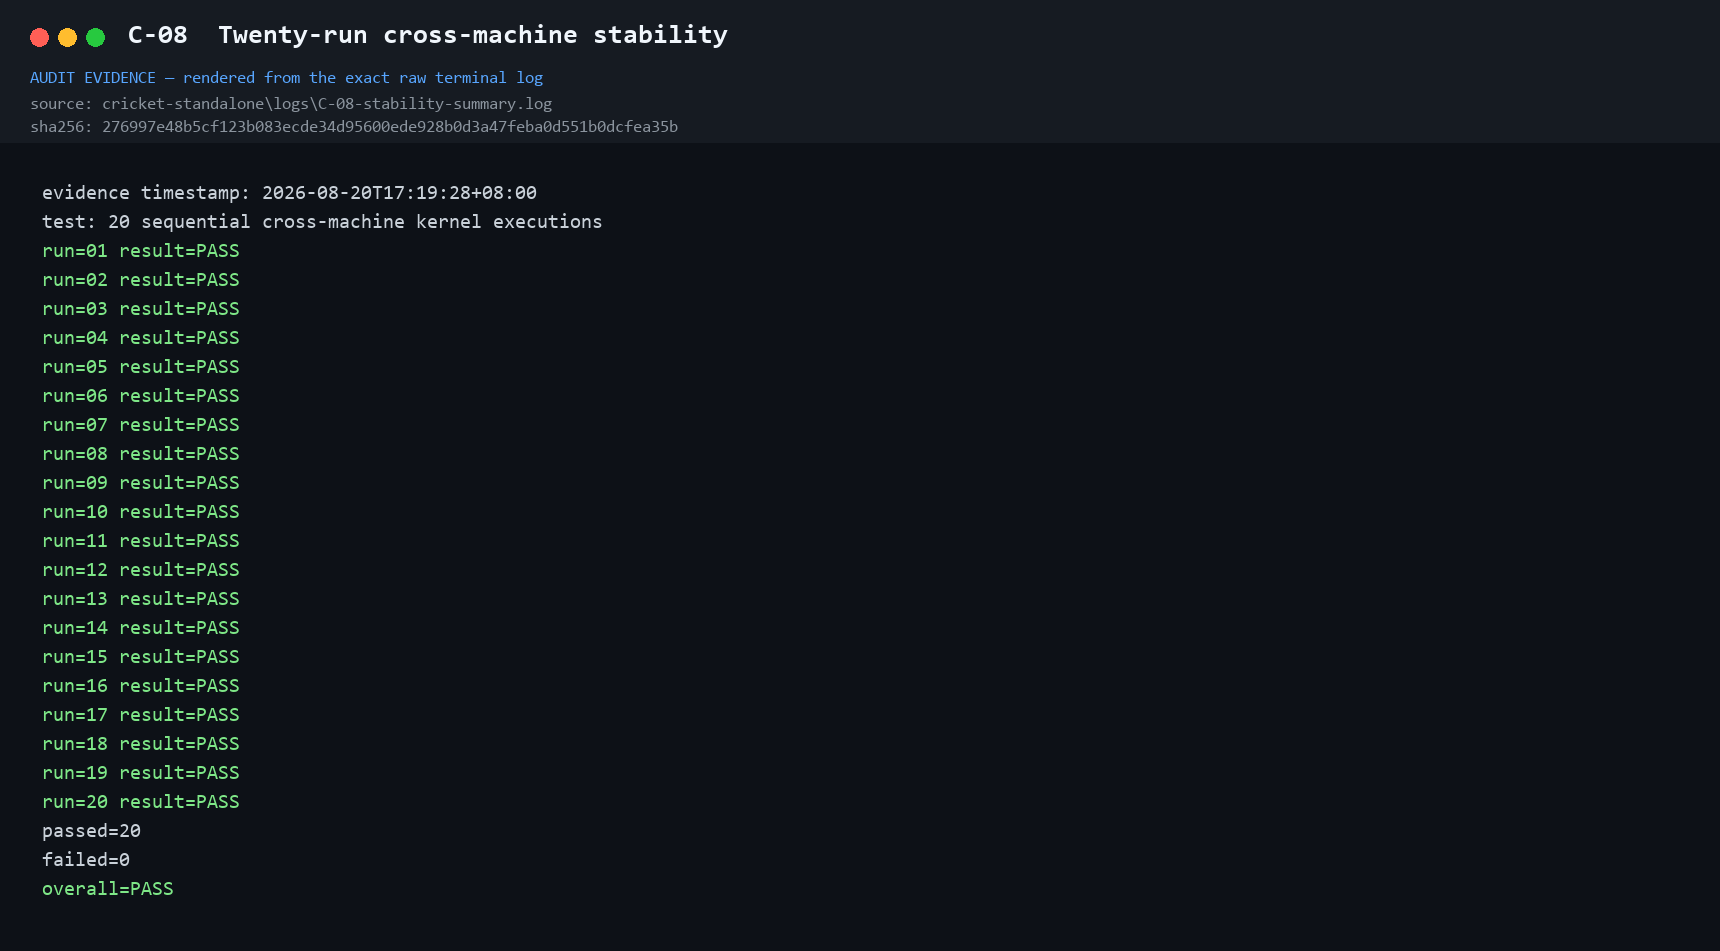 C-08  Twenty-run cross-machine stability
AUDIT EVIDENCE — rendered from the exact raw terminal log
source: cricket-standalone\logs\C-08-stability-summary.log
sha256: 276997e48b5cf123b083ecde34d95600ede928b0d3a47feba0d551b0dcfea35b
evidence timestamp: 2026-08-20T17:19:28+08:00
test: 20 sequential cross-machine kernel executions
run=01 result=PASS
run=02 result=PASS
run=03 result=PASS
run=04 result=PASS
run=05 result=PASS
run=06 result=PASS
run=07 result=PASS
run=08 result=PASS
run=09 result=PASS
run=10 result=PASS
run=11 result=PASS
run=12 result=PASS
run=13 result=PASS
run=14 result=PASS
run=15 result=PASS
run=16 result=PASS
run=17 result=PASS
run=18 result=PASS
run=19 result=PASS
run=20 result=PASS
passed=20
failed=0
overall=PASS